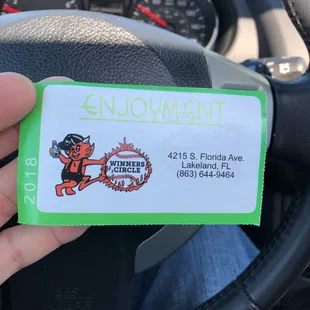 ENJOYMENT
2018
WINNERS
CIRCLE
4215 S. Florida Ave.
Lakeland, FL
(863) 644-9464